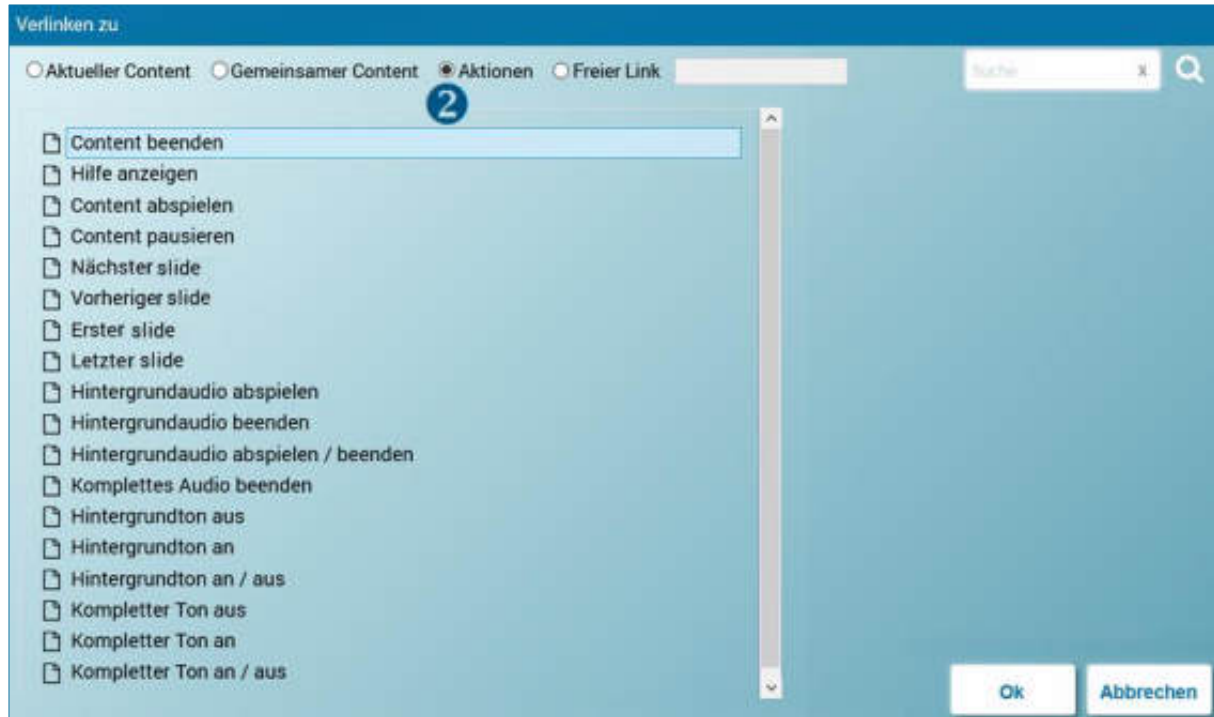 Verlinken zu
Aktueller Content Gemeinsamer Content Aktionen Freier Link Suche x
2
Content beenden
Hilfe anzeigen
Content abspielen
Content pausieren
Nächster slide
Vorheriger slide
Erster slide
Letzter slide
Hintergrundaudio abspielen
Hintergrundaudio beenden
Hintergrundaudio abspielen / beenden
Komplettes Audio beenden
Hintergrundton aus
Hintergrundton an
Hintergrundton an / aus
Kompletter Ton aus
Kompletter Ton an
Kompletter Ton an / aus
Ok Abbrechen